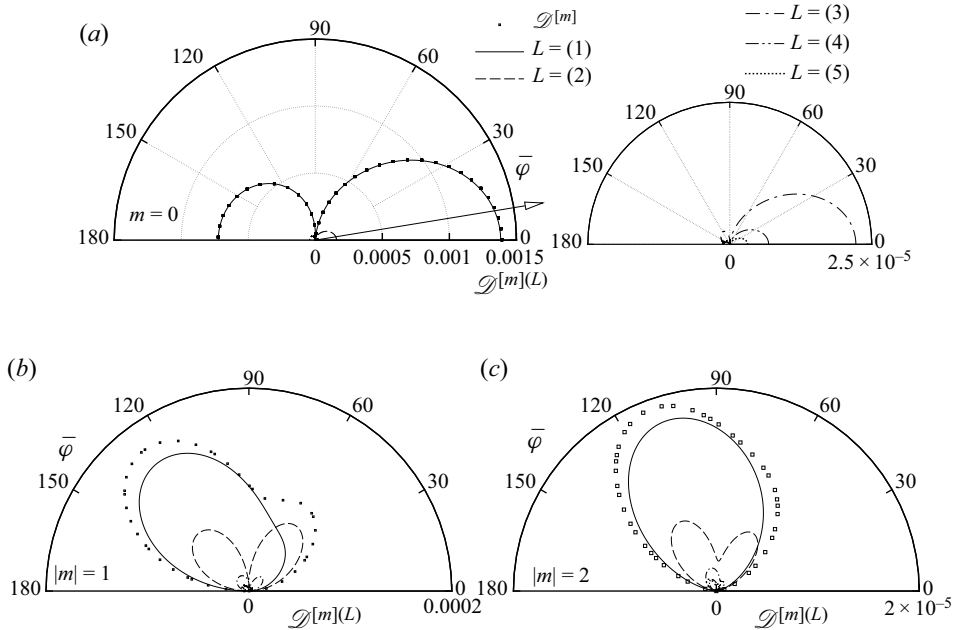 (a)
𝒟[m]
L = (1)
L = (2)
L = (3)
L = (4)
L = (5)
90
120
60
150
30
φ̄
m = 0
180
0
0
0.0005
0.001
0.0015
𝒟[m](L)
90
120
60
150
30
180
0
0
2.5 × 10−5
(b)
90
120
60
φ̄
150
30
|m| = 1
180
0
0
0.0002
𝒟[m](L)
(c)
90
120
60
φ̄
150
30
|m| = 2
180
0
0
2 × 10−5
𝒟[m](L)